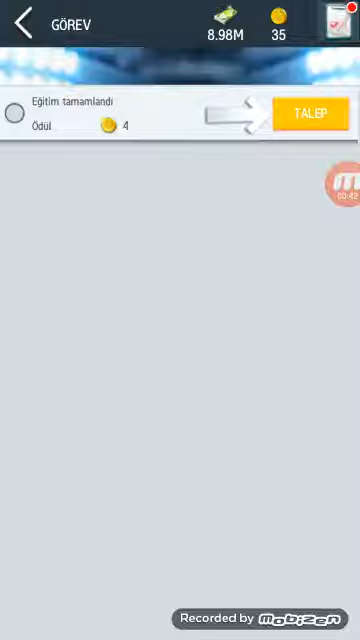 GÖREV
8.98M
35
Eğitim tamamlandı
Ödül 4
TALEP
00:42
Recorded by mobizen